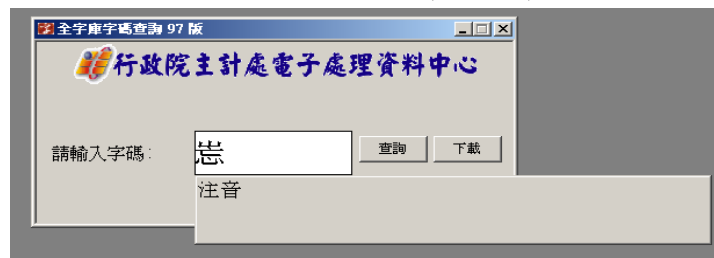 全字庫字碼查詢 97 版
行政院主計處電子處理資料中心
請輸入字碼：
查詢 下載
注音